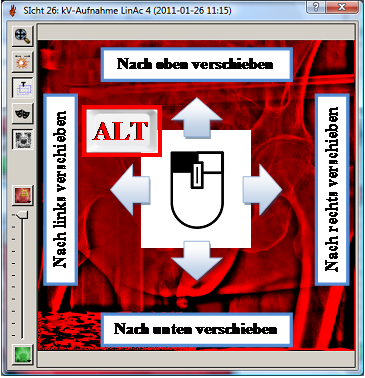 SIcht 26: kV-Aufnahme LinAc 4 (2011-01-26 11:15)
Nach oben verschieben
ALT
Nach links verschieben
Nach rechts verschieben
Nach unten verschieben